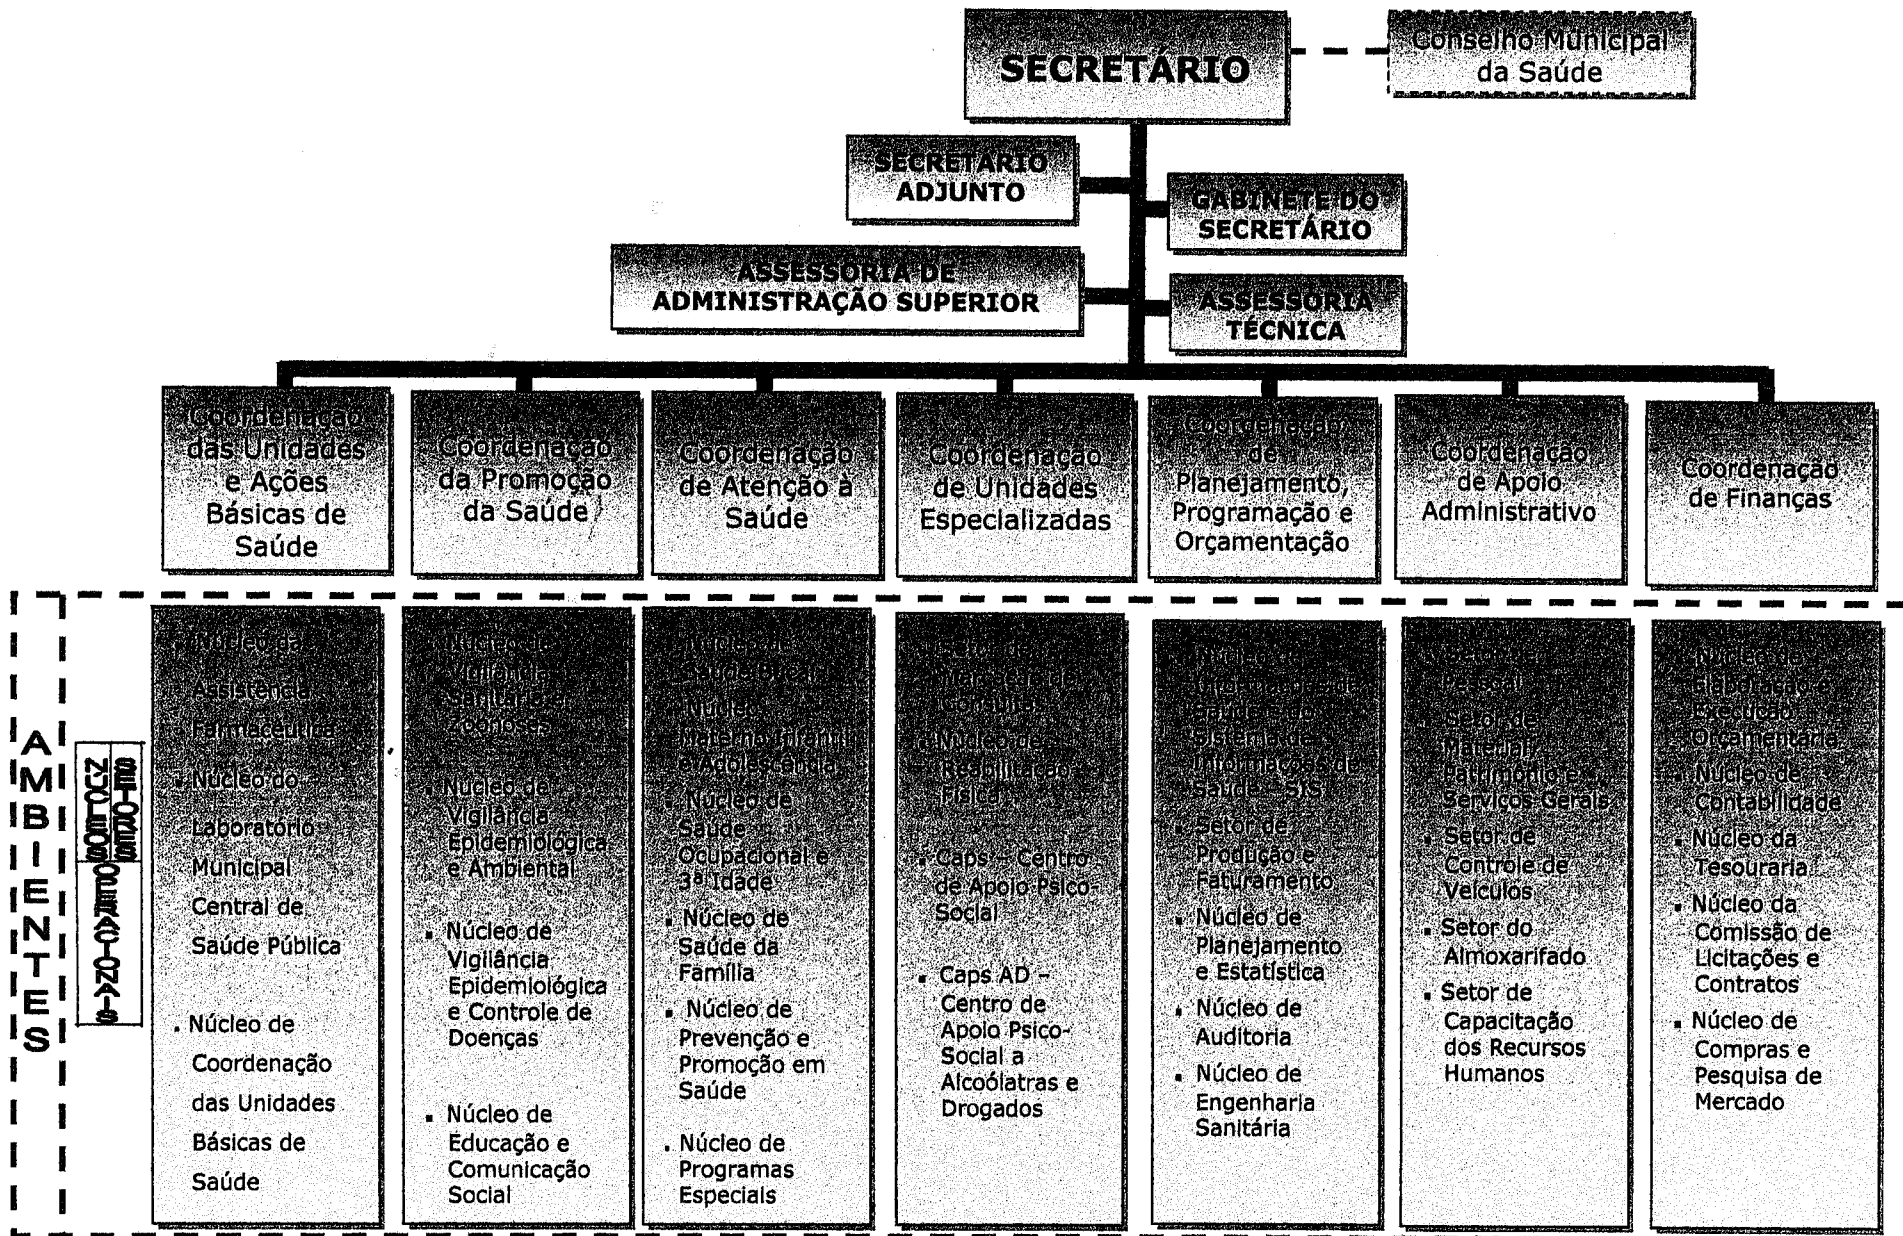 SECRETÁRIO
Conselho Municipal
da Saúde
SECRETARIO
ADJUNTO
GABINETE DO
SECRETÁRIO
ASSESSORIA DE
ADMINISTRAÇÃO SUPERIOR
ASSESSORIA
TÉCNICA
Coordenação
das Unidades
e Ações
Básicas de
Saúde
Coordenação
da Promoção
da Saúde
Coordenação
de Atenção à
Saúde
Coordenação
de Unidades
Especializadas
Coordenação
de
Planejamento,
Programação e
Orçamentação
Coordenação
de Apoio
Administrativo
Coordenação
de Finanças
AMBIENTES
NÚCLEOS
SETORES
OPERACIONAIS
Núcleo da
Assistência
Farmacêutica
Núcleo do
Laboratório
Municipal
Central de
Saúde Pública
Núcleo de
Coordenação
das Unidades
Básicas de
Saúde
Núcleo de
Vigilância
Sanitária e
Zoonoses
Núcleo de
Vigilância
Epidemiológica
e Ambiental
Núcleo de
Vigilância
Epidemiológica
e Controle de
Doenças
Núcleo de
Educação e
Comunicação
Social
Núcleo de
Saúde Bucal
Núcleo
Materno Infantil
e Adolescência
Núcleo de
Saúde
Ocupacional e
3ª Idade
Núcleo de
Saúde da
Família
Núcleo de
Prevenção e
Promoção em
Saúde
Núcleo de
Programas
Especiais
Setor de
Marcação de
Consultas
Núcleo de
Reabilitação
Física
Caps – Centro
de Apoio Psico-
Social
Caps AD –
Centro de
Apoio Psico-
Social a
Alcoólatras e
Drogados
Núcleo de
Informações de
Saúde - do
Sistema de
Informações de
Saúde - SIS
Setor de
Produção e
Faturamento
Núcleo de
Planejamento
e Estatística
Núcleo de
Auditoria
Núcleo de
Engenharia
Sanitária
Setor de
Pessoal
Setor de
Material,
Patrimônio e
Serviços Gerais
Setor de
Controle de
Veículos
Setor do
Almoxarifado
Setor de
Capacitação
dos Recursos
Humanos
Núcleo de
Elaboração e
Execução
Orçamentária
Núcleo de
Contabilidade
Núcleo da
Tesouraria
Núcleo da
Comissão de
Licitações e
Contratos
Núcleo de
Compras e
Pesquisa de
Mercado